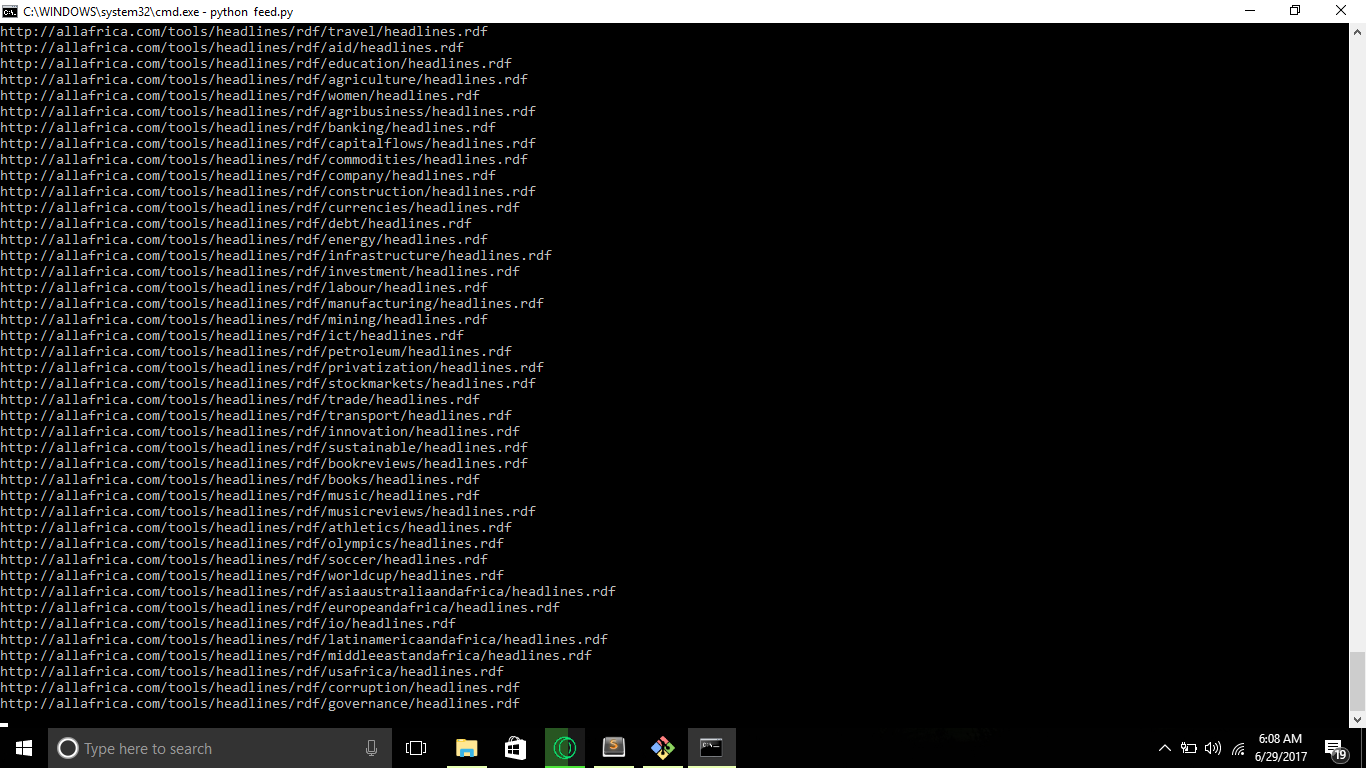 C:\WINDOWS\system32\cmd.exe - python  feed.py
http://allafrica.com/tools/headlines/rdf/travel/headlines.rdf
http://allafrica.com/tools/headlines/rdf/aid/headlines.rdf
http://allafrica.com/tools/headlines/rdf/education/headlines.rdf
http://allafrica.com/tools/headlines/rdf/agriculture/headlines.rdf
http://allafrica.com/tools/headlines/rdf/women/headlines.rdf
http://allafrica.com/tools/headlines/rdf/agribusiness/headlines.rdf
http://allafrica.com/tools/headlines/rdf/banking/headlines.rdf
http://allafrica.com/tools/headlines/rdf/capitalflows/headlines.rdf
http://allafrica.com/tools/headlines/rdf/commodities/headlines.rdf
http://allafrica.com/tools/headlines/rdf/company/headlines.rdf
http://allafrica.com/tools/headlines/rdf/construction/headlines.rdf
http://allafrica.com/tools/headlines/rdf/currencies/headlines.rdf
http://allafrica.com/tools/headlines/rdf/debt/headlines.rdf
http://allafrica.com/tools/headlines/rdf/energy/headlines.rdf
http://allafrica.com/tools/headlines/rdf/infrastructure/headlines.rdf
http://allafrica.com/tools/headlines/rdf/investment/headlines.rdf
http://allafrica.com/tools/headlines/rdf/labour/headlines.rdf
http://allafrica.com/tools/headlines/rdf/manufacturing/headlines.rdf
http://allafrica.com/tools/headlines/rdf/mining/headlines.rdf
http://allafrica.com/tools/headlines/rdf/ict/headlines.rdf
http://allafrica.com/tools/headlines/rdf/petroleum/headlines.rdf
http://allafrica.com/tools/headlines/rdf/privatization/headlines.rdf
http://allafrica.com/tools/headlines/rdf/stockmarkets/headlines.rdf
http://allafrica.com/tools/headlines/rdf/trade/headlines.rdf
http://allafrica.com/tools/headlines/rdf/transport/headlines.rdf
http://allafrica.com/tools/headlines/rdf/innovation/headlines.rdf
http://allafrica.com/tools/headlines/rdf/sustainable/headlines.rdf
http://allafrica.com/tools/headlines/rdf/bookreviews/headlines.rdf
http://allafrica.com/tools/headlines/rdf/books/headlines.rdf
http://allafrica.com/tools/headlines/rdf/music/headlines.rdf
http://allafrica.com/tools/headlines/rdf/musicreviews/headlines.rdf
http://allafrica.com/tools/headlines/rdf/athletics/headlines.rdf
http://allafrica.com/tools/headlines/rdf/olympics/headlines.rdf
http://allafrica.com/tools/headlines/rdf/soccer/headlines.rdf
http://allafrica.com/tools/headlines/rdf/worldcup/headlines.rdf
http://allafrica.com/tools/headlines/rdf/asiaaustraliaandafrica/headlines.rdf
http://allafrica.com/tools/headlines/rdf/europeandafrica/headlines.rdf
http://allafrica.com/tools/headlines/rdf/io/headlines.rdf
http://allafrica.com/tools/headlines/rdf/latinamericaandafrica/headlines.rdf
http://allafrica.com/tools/headlines/rdf/middleeastandafrica/headlines.rdf
http://allafrica.com/tools/headlines/rdf/usafrica/headlines.rdf
http://allafrica.com/tools/headlines/rdf/corruption/headlines.rdf
http://allafrica.com/tools/headlines/rdf/governance/headlines.rdf
Type here to search
6:08 AM
6/29/2017
19